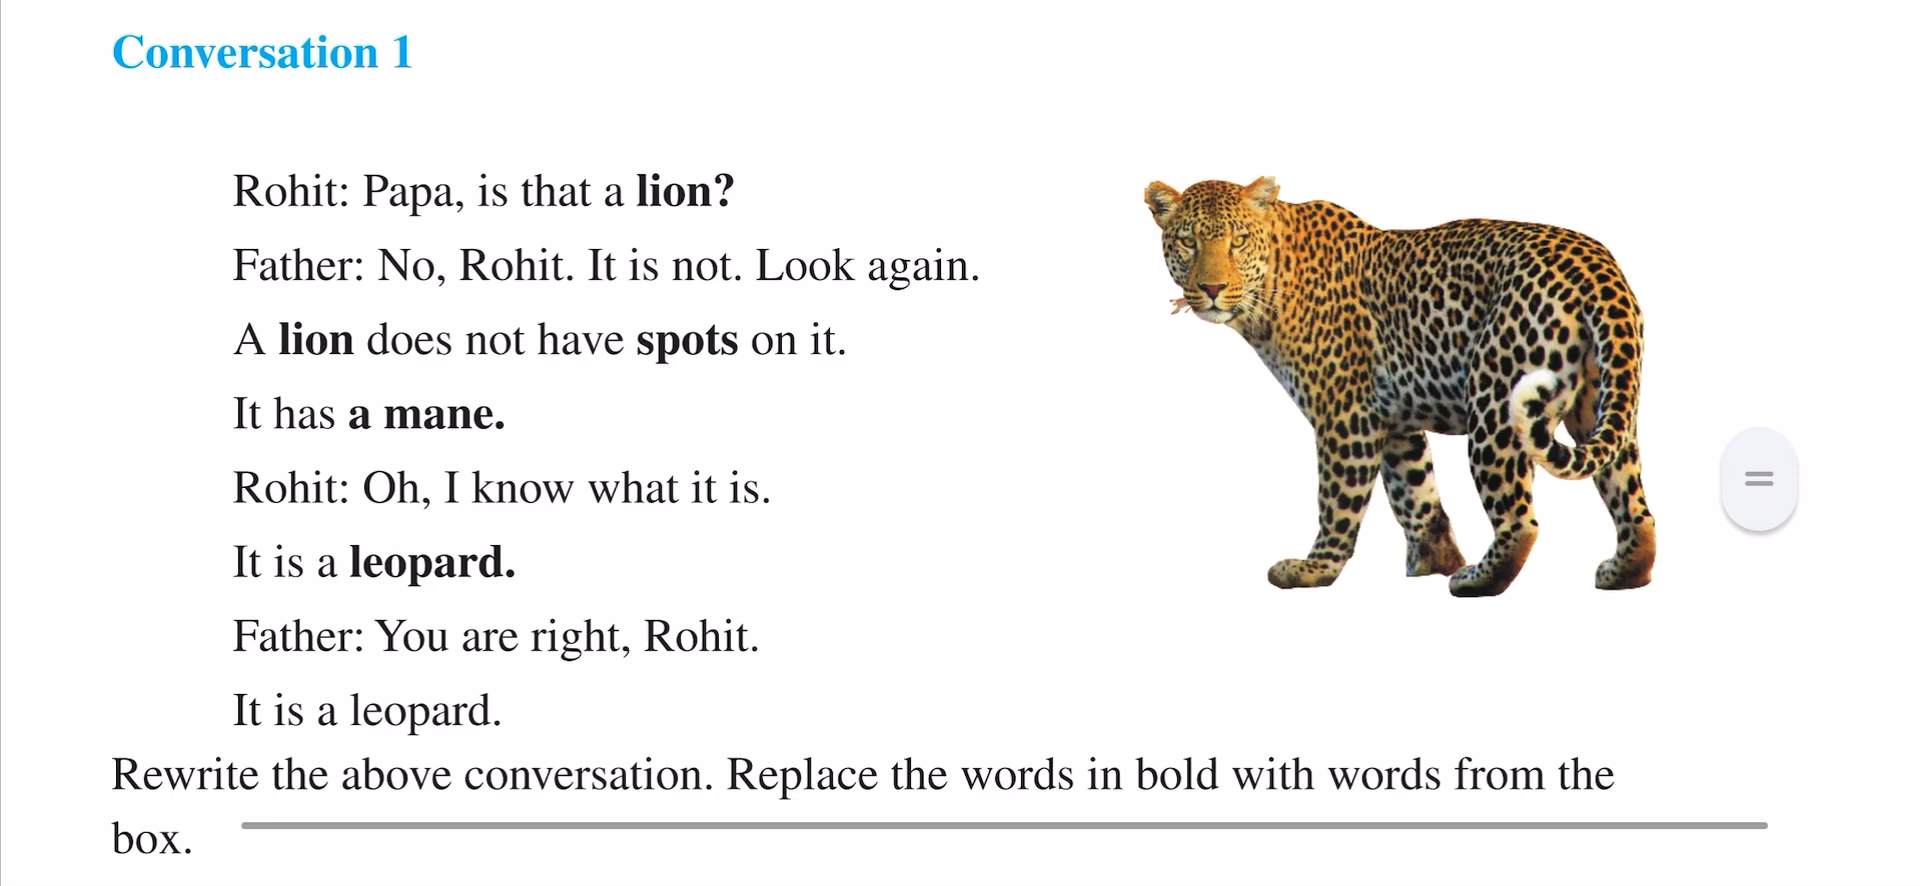 Conversation 1
Rohit: Papa, is that a lion?
Father: No, Rohit. It is not. Look again.
A lion does not have spots on it.
It has a mane.
Rohit: Oh, I know what it is.
It is a leopard.
Father: You are right, Rohit.
It is a leopard.
Rewrite the above conversation. Replace the words in bold with words from the
box.